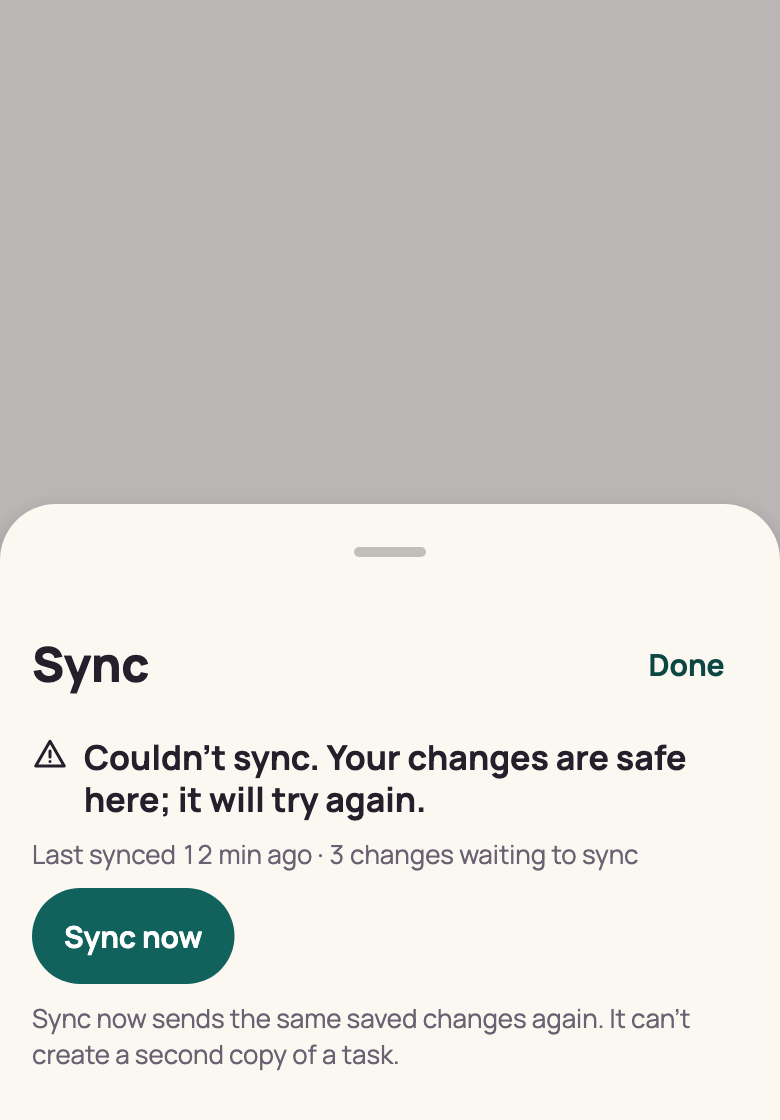 Sync
Done
Couldn’t sync. Your changes are safe
here; it will try again.
Last synced 12 min ago · 3 changes waiting to sync
Sync now
Sync now sends the same saved changes again. It can’t
create a second copy of a task.